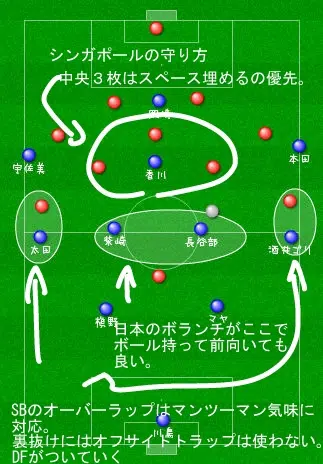 シンガポールの守り方
中央３枚はスペース埋めるの優先。
岡崎
本田
宇佐美
香川
太田
柴崎
長谷部
酒井ゴリ
槙野
マヤ
日本のボランチがここで
ボール持って前向いても
良い。
SBのオーバーラップはマンツーマン気味に
対応。
川島
裏抜けにはオフサイドトラップは使わない。
DFがついていく